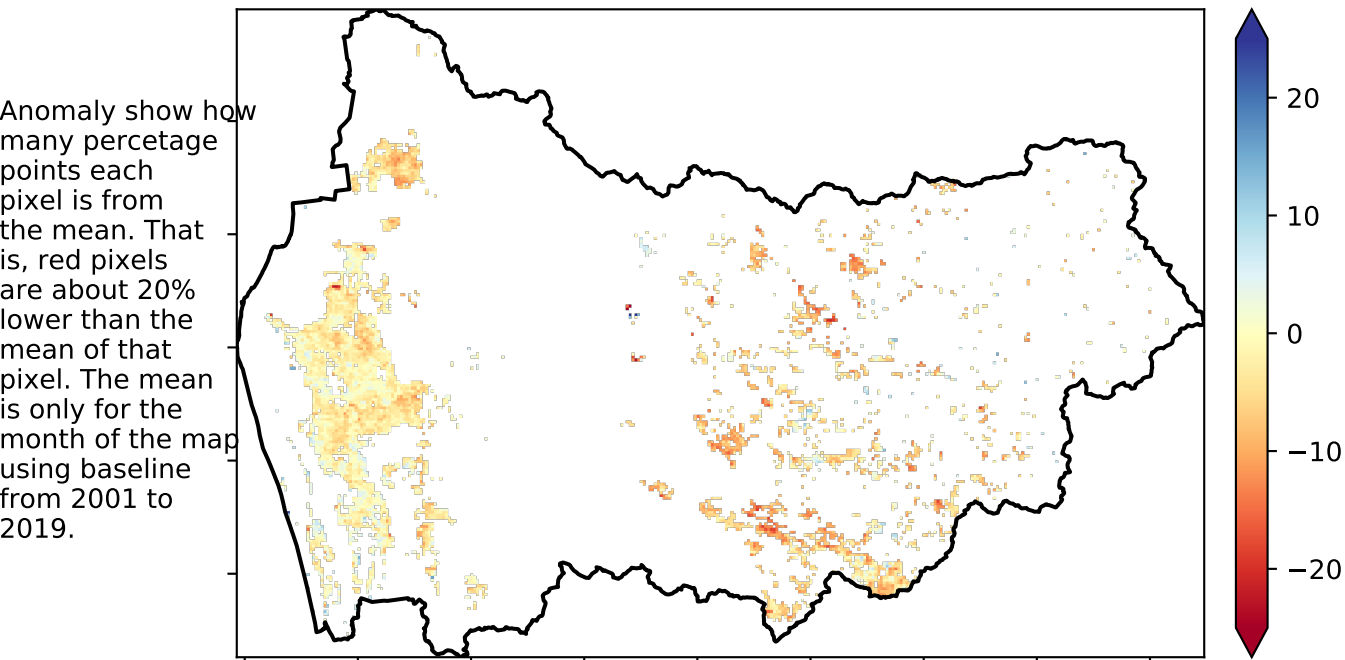 Anomaly show how
many percetage
points each
pixel is from
the mean. That
is, red pixels
are about 20%
lower than the
mean of that
pixel. The mean
is only for the
month of the map
using baseline
from 2001 to
2019.
20
10
0
−10
−20